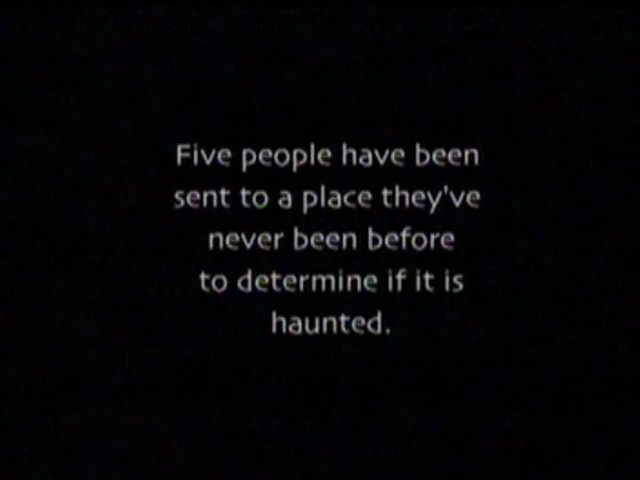 Five people have been
sent to a place they've
never been before
to determine if it is
haunted.